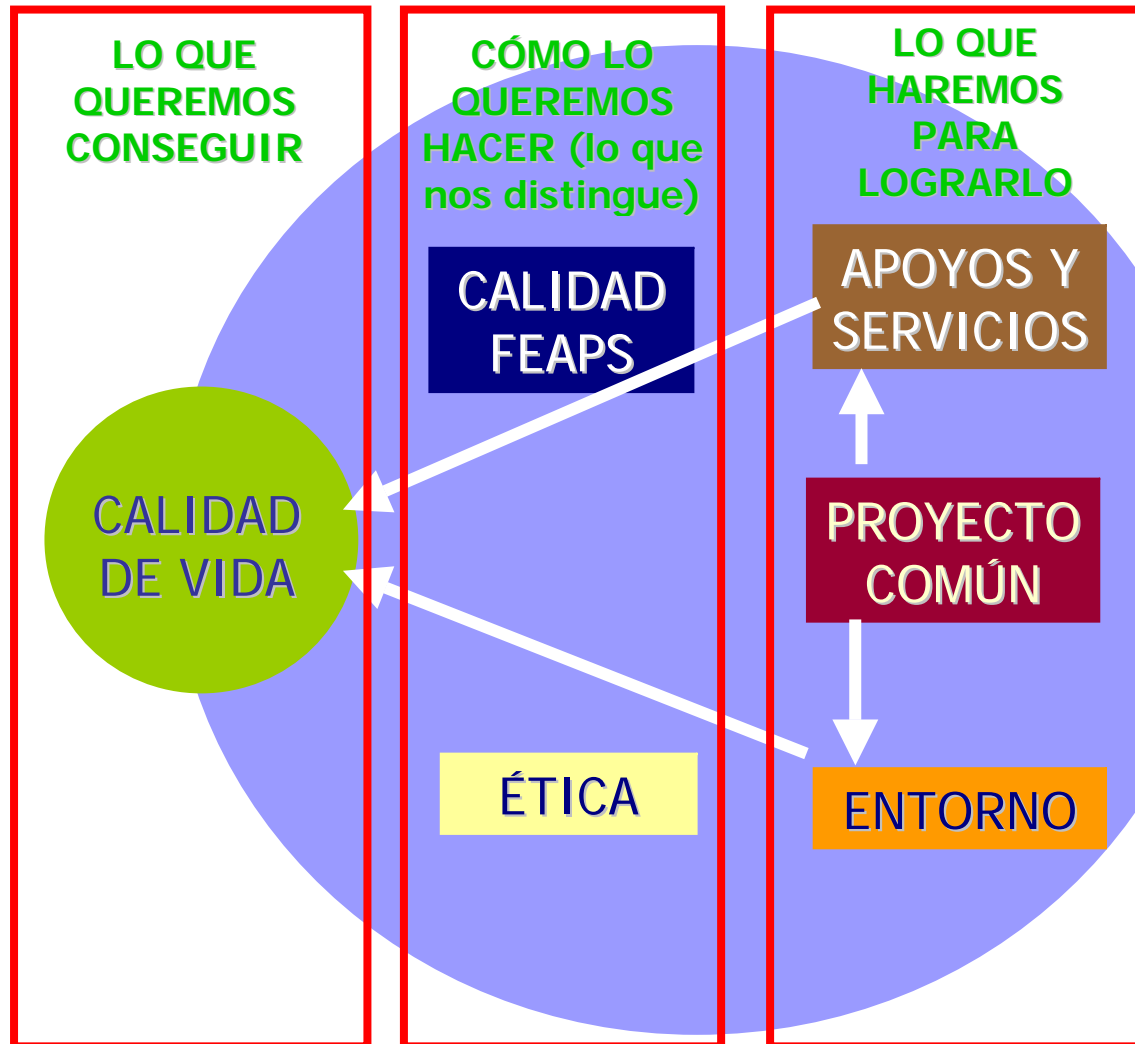 LO QUE
QUEREMOS
CONSEGUIR
CÓMO LO
QUEREMOS
HACER (lo que
nos distingue)
LO QUE
HAREMOS
PARA
LOGRARLO
CALIDAD
FEAPS
APOYOS Y
SERVICIOS
CALIDAD
DE VIDA
PROYECTO
COMÚN
ÉTICA
ENTORNO